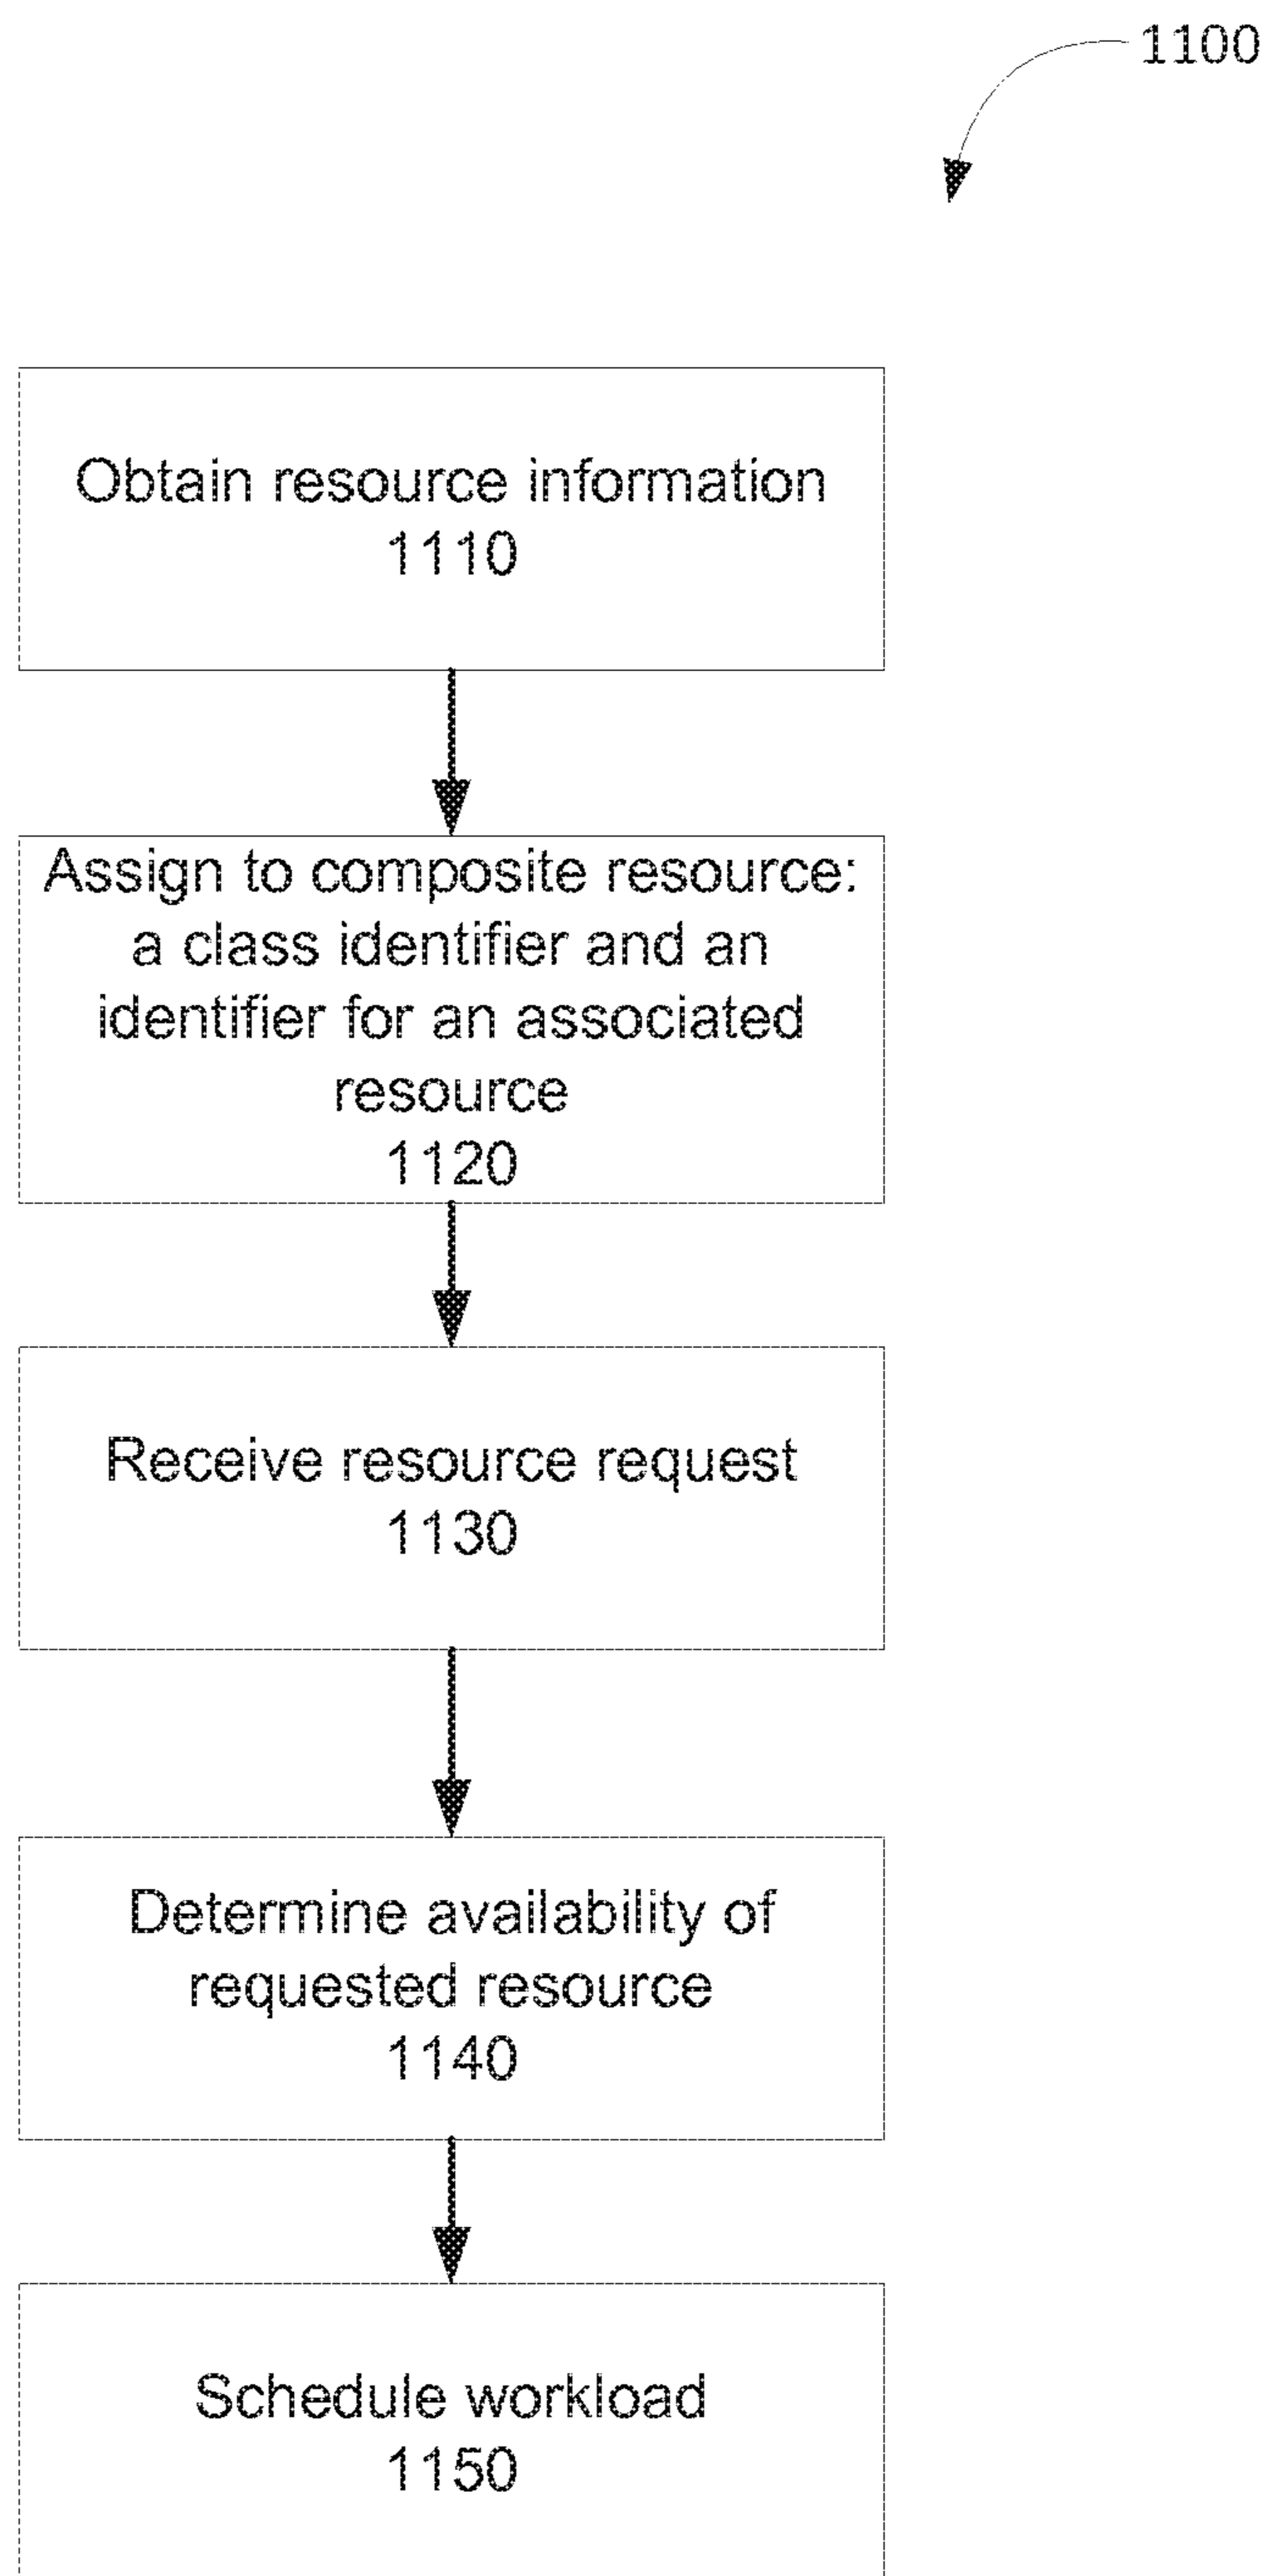 1100
Obtain resource information
1110
Assign to composite resource:
a class identifier and an
identifier for an associated
resource
1120
Receive resource request
1130
Determine availability of
requested resource
1140
Schedule workload
1150